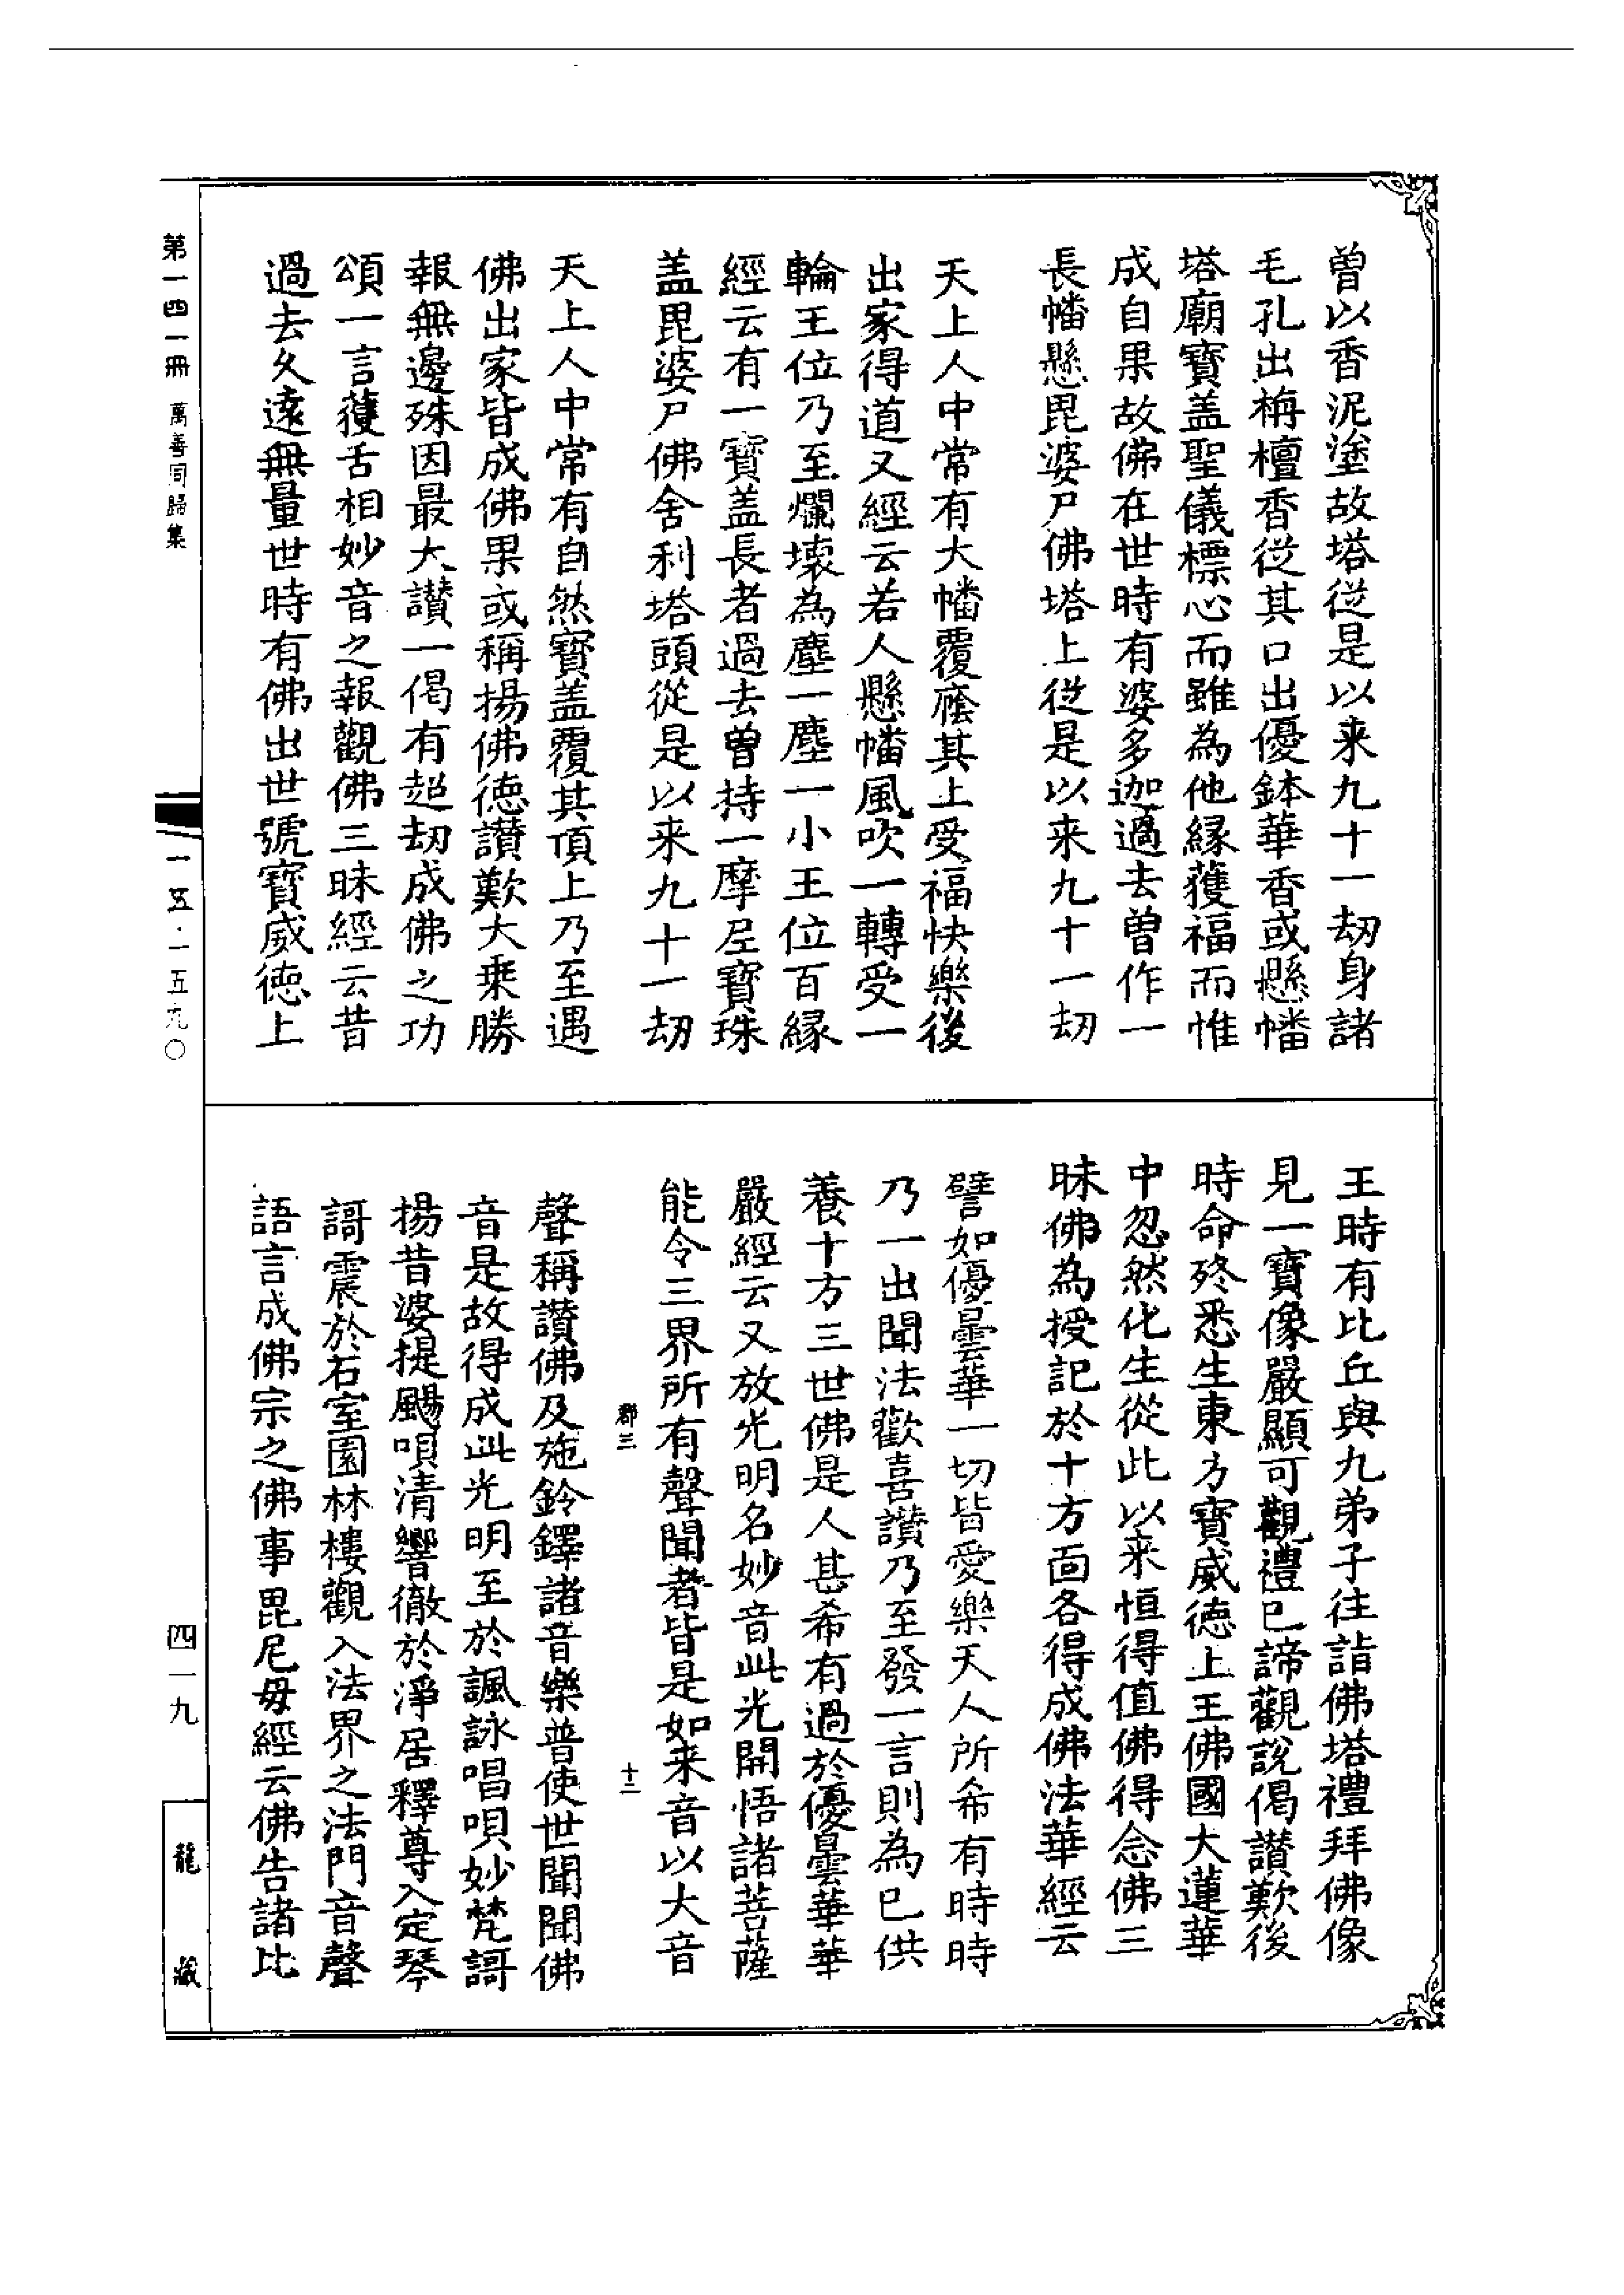 曾以香泥塗故塔從是以来九十一劫身諸
毛孔出栴檀香從其口出優鉢華香或懸幡
塔廟寶盖聖儀標心而雖為他緣獲福而惟
成自果故佛在世時有婆多迦過去曾作一
長幡懸毘婆尸佛塔上從是以来九十一劫
天上人中常有大幡覆䕃其上受福快樂後
出家得道又經云若人懸幡風吹一轉受一
輪王位乃至爛壞為塵一塵一小王位百緣
經云有一寶盖長者過去曾持一摩尼寶珠
盖毘婆尸佛舍利塔頭從是以来九十一劫
天上人中常有自然寶盖覆其頂上乃至遇
佛出家皆成佛果或稱揚佛德讃歎大乗勝
報無邊殊因最大讃一偈有超劫成佛之功
頌一言獲舌相妙音之報觀佛三昧經云昔
過去久遠無量世時有佛出世號寶威德上
王時有比丘與九弟子往詣佛塔禮拜佛像
見一寶像嚴顯可觀禮已諦觀說偈讃歎後
時命終悉生東方寶威德上王佛國大蓮華
中忽然化生從此以来恒得值佛得念佛三
昧佛為授記於十方面各得成佛法華經云
譬如優曇華一切皆愛樂天人所希有時時
乃一出聞法歡喜讃乃至發一言則為已供
養十方三世佛是人甚希有過於優曇華華
嚴經云又放光明名妙音此光開悟諸菩薩
能令三界所有聲聞者皆是如来音以大音
郡三 十二
聲稱讃佛及施鈴鐸諸音樂普使世聞聞佛
音是故得成此光明至於諷詠唱唄妙梵謌
揚昔婆提颺唄清響徹於淨居釋尊入定琴
謌震於石室園林樓觀入法界之法門音聲
語言成佛宗之佛事毘尼毋經云佛告諸比
第一四一冊 萬善同歸集
一五·一五九〇
四一九
龍藏